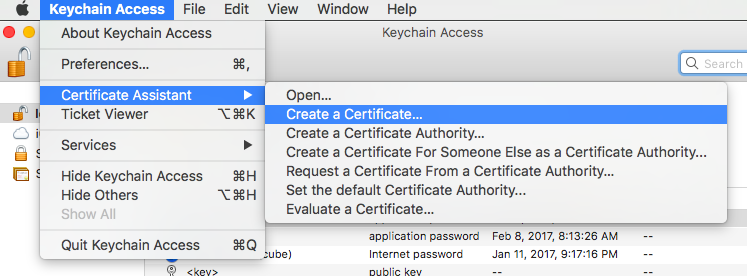 Keychain Access File Edit View Window Help
About Keychain Access
Keychain Access
Preferences... ⌘,
Search
Certificate Assistant ▶
Open...
Ticket Viewer ⌥⌘K
Create a Certificate...
Create a Certificate Authority...
Services ▶
Create a Certificate For Someone Else as a Certificate Authority...
Request a Certificate From a Certificate Authority...
Hide Keychain Access ⌘H
Set the default Certificate Authority...
Hide Others ⌥⌘H
Evaluate a Certificate...
Show All
application password Feb 8, 2017, 8:13:26 AM --
Quit Keychain Access ⌘Q
cube) Internet password Jan 11, 2017, 9:17:16 PM --
<key> public key -- --